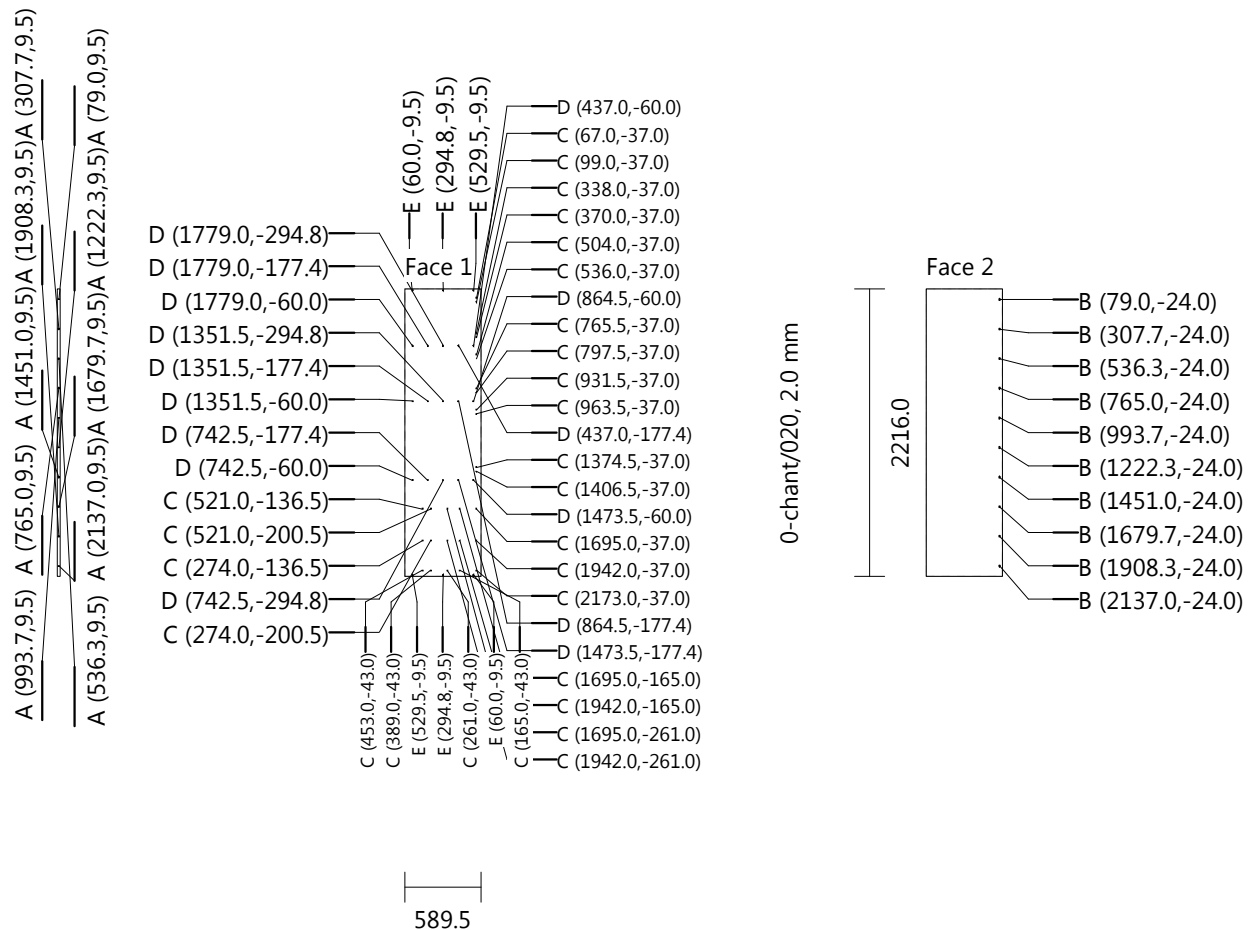 A (307.7,9.5)
A (1908.3,9.5)
A (1451.0,9.5)
A (765.0,9.5)
A (993.7,9.5)
A (79.0,9.5)
A (1222.3,9.5)
A (1679.7,9.5)
A (2137.0,9.5)
A (536.3,9.5)
E (60.0,-9.5)
E (294.8,-9.5)
E (529.5,-9.5)
Face 1
D (1779.0,-294.8)
D (1779.0,-177.4)
D (1779.0,-60.0)
D (1351.5,-294.8)
D (1351.5,-177.4)
D (1351.5,-60.0)
D (742.5,-177.4)
D (742.5,-60.0)
C (521.0,-136.5)
C (521.0,-200.5)
C (274.0,-136.5)
D (742.5,-294.8)
C (274.0,-200.5)
D (437.0,-60.0)
C (67.0,-37.0)
C (99.0,-37.0)
C (338.0,-37.0)
C (370.0,-37.0)
C (504.0,-37.0)
C (536.0,-37.0)
D (864.5,-60.0)
C (765.5,-37.0)
C (797.5,-37.0)
C (931.5,-37.0)
C (963.5,-37.0)
D (437.0,-177.4)
C (1374.5,-37.0)
C (1406.5,-37.0)
D (1473.5,-60.0)
C (1695.0,-37.0)
C (1942.0,-37.0)
C (2173.0,-37.0)
D (864.5,-177.4)
D (1473.5,-177.4)
C (1695.0,-165.0)
C (1942.0,-165.0)
C (1695.0,-261.0)
C (1942.0,-261.0)
C (453.0,-43.0)
C (389.0,-43.0)
E (529.5,-9.5)
E (294.8,-9.5)
C (261.0,-43.0)
E (60.0,-9.5)
C (165.0,-43.0)
589.5
0-chant/020, 2.0 mm
2216.0
Face 2
B (79.0,-24.0)
B (307.7,-24.0)
B (536.3,-24.0)
B (765.0,-24.0)
B (993.7,-24.0)
B (1222.3,-24.0)
B (1451.0,-24.0)
B (1679.7,-24.0)
B (1908.3,-24.0)
B (2137.0,-24.0)